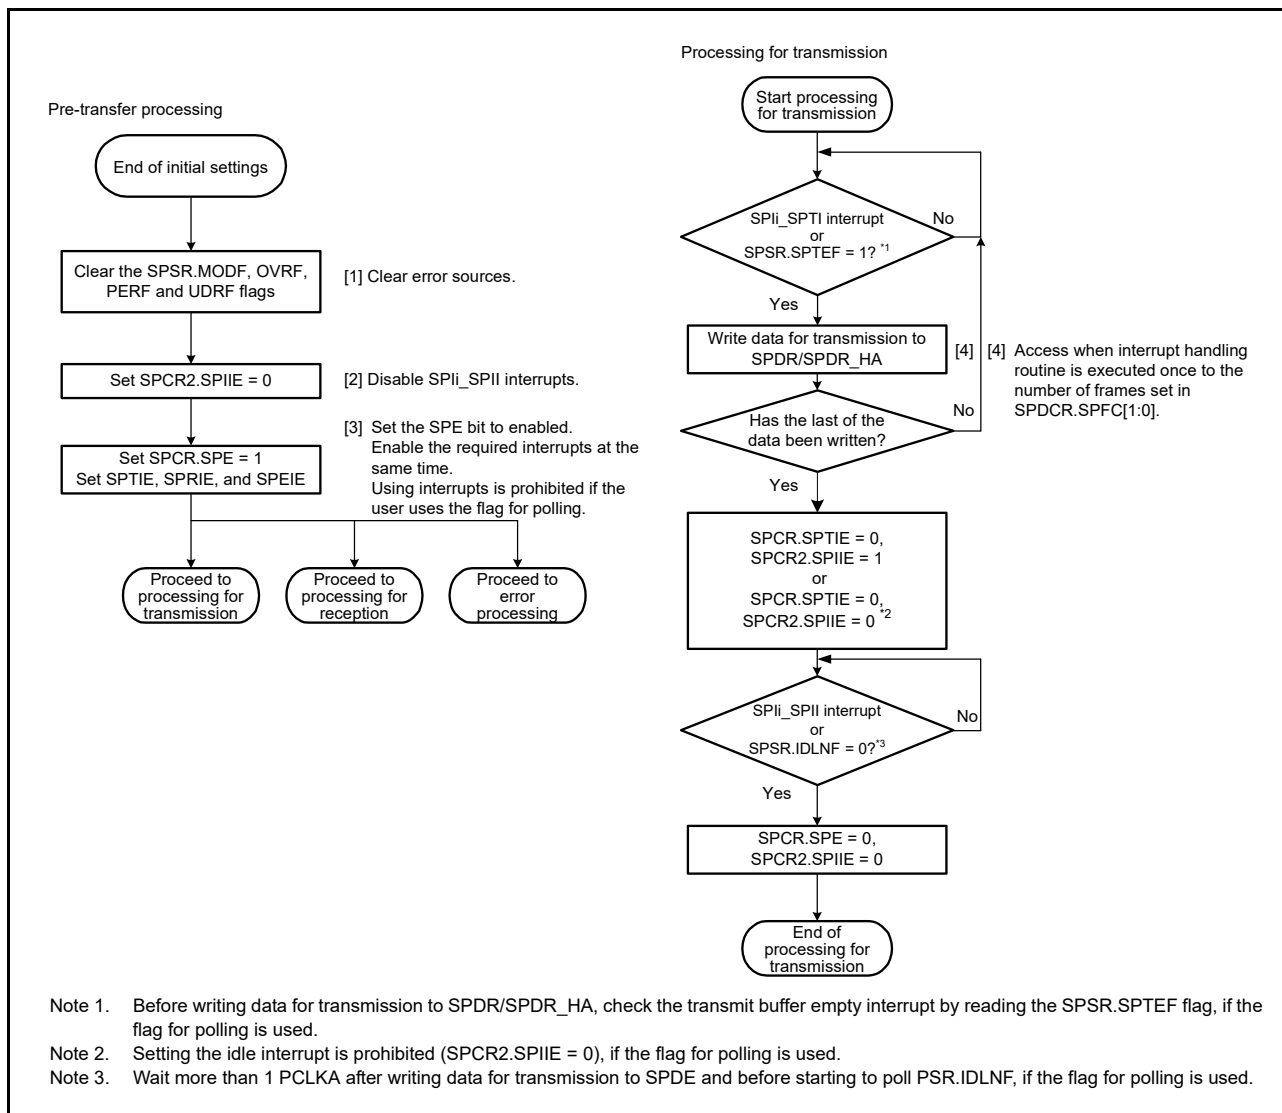 Pre-transfer processing
End of initial settings
Clear the SPSR.MODF, OVRF,
PERF and UDRF flags
[1] Clear error sources.
Set SPCR2.SPIIE = 0
[2] Disable SPIi_SPII interrupts.
Set SPCR.SPE = 1
Set SPTIE, SPRIE, and SPEIE
[3] Set the SPE bit to enabled.
Enable the required interrupts at the
same time.
Using interrupts is prohibited if the
user uses the flag for polling.
Proceed to
processing for
transmission
Proceed to
processing for
reception
Proceed to
error
processing
Processing for transmission
Start processing
for transmission
SPIi_SPTI interrupt
or
SPSR.SPTEF = 1? *1
No
Yes
Write data for transmission to
SPDR/SPDR_HA
[4]
[4] Access when interrupt handling
routine is executed once to the
number of frames set in
SPDCR.SPFC[1:0].
Has the last of the
data been written?
No
Yes
SPCR.SPTIE = 0,
SPCR2.SPIIE = 1
or
SPCR.SPTIE = 0,
SPCR2.SPIIE = 0 *2
SPIi_SPII interrupt
or
SPSR.IDLNF = 0?*3
No
Yes
SPCR.SPE = 0,
SPCR2.SPIIE = 0
End of
processing for
transmission
Note 1. Before writing data for transmission to SPDR/SPDR_HA, check the transmit buffer empty interrupt by reading the SPSR.SPTEF flag, if the
flag for polling is used.
Note 2. Setting the idle interrupt is prohibited (SPCR2.SPIIE = 0), if the flag for polling is used.
Note 3. Wait more than 1 PCLKA after writing data for transmission to SPDE and before starting to poll PSR.IDLNF, if the flag for polling is used.